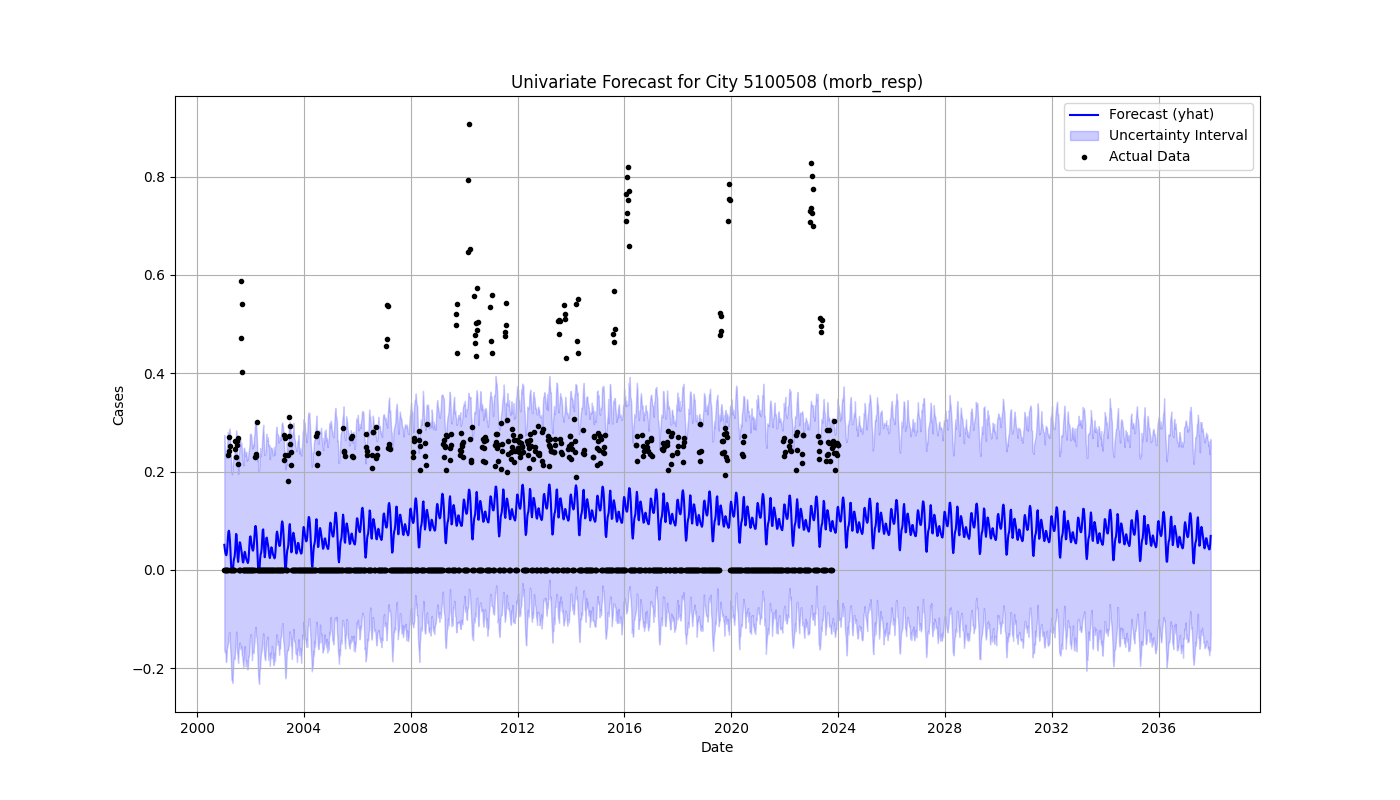 Univariate Forecast for City 5100508 (morb_resp)
Forecast (yhat)
Uncertainty Interval
Actual Data
Cases
0.8
0.6
0.4
0.2
0.0
−0.2
2000 2004 2008 2012 2016 2020 2024 2028 2032 2036
Date